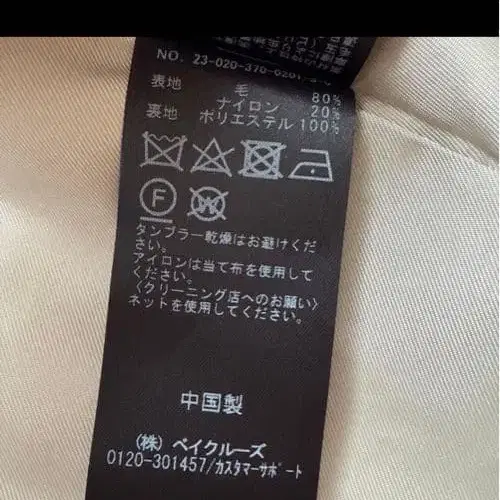 NO. 23-020-370-0201
表地 毛 80%
ナイロン 20%
裏地 ポリエステル 100%
F
W
タンブラー乾燥はお避けくだ
さい。
アイロンは当て布を使用して
ください。
〈クリーニング店へのお願い〉
ネットを使用してください。
中国製
(株) ベイクルーズ
0120-301457/カスタマーサポート